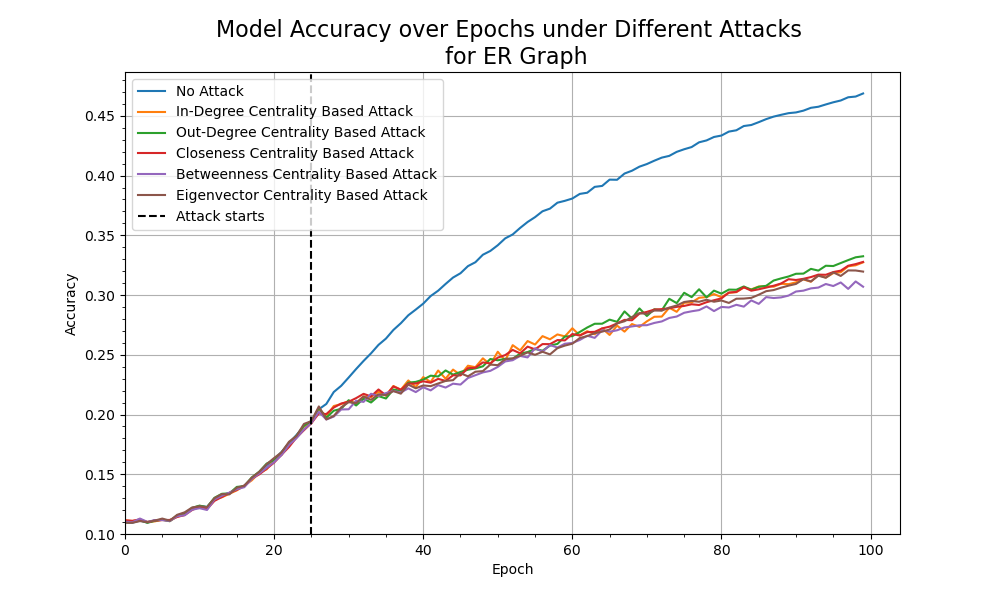 Model Accuracy over Epochs under Different Attacks
for ER Graph
No Attack
In-Degree Centrality Based Attack
Out-Degree Centrality Based Attack
Closeness Centrality Based Attack
Betweenness Centrality Based Attack
Eigenvector Centrality Based Attack
Attack starts
Accuracy
0.45
0.40
0.35
0.30
0.25
0.20
0.15
0.10
0
20
40
60
80
100
Epoch